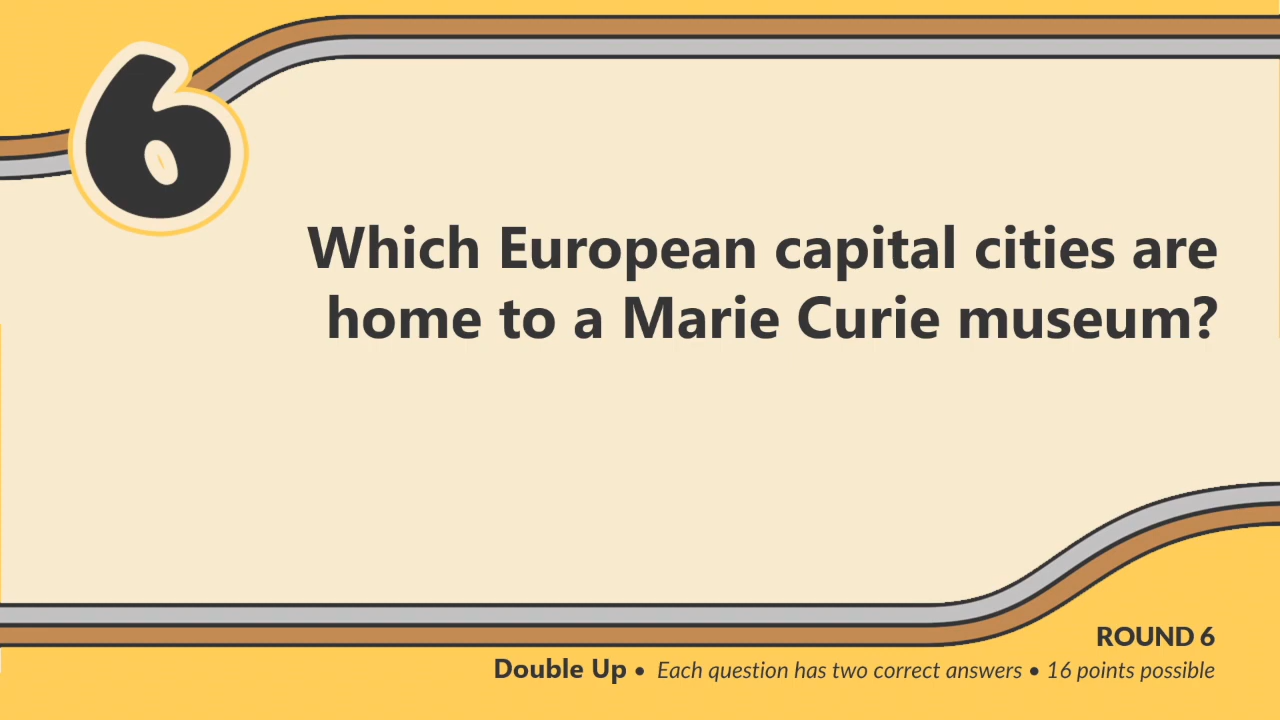 6
Which European capital cities are
home to a Marie Curie museum?
ROUND 6
Double Up • Each question has two correct answers • 16 points possible